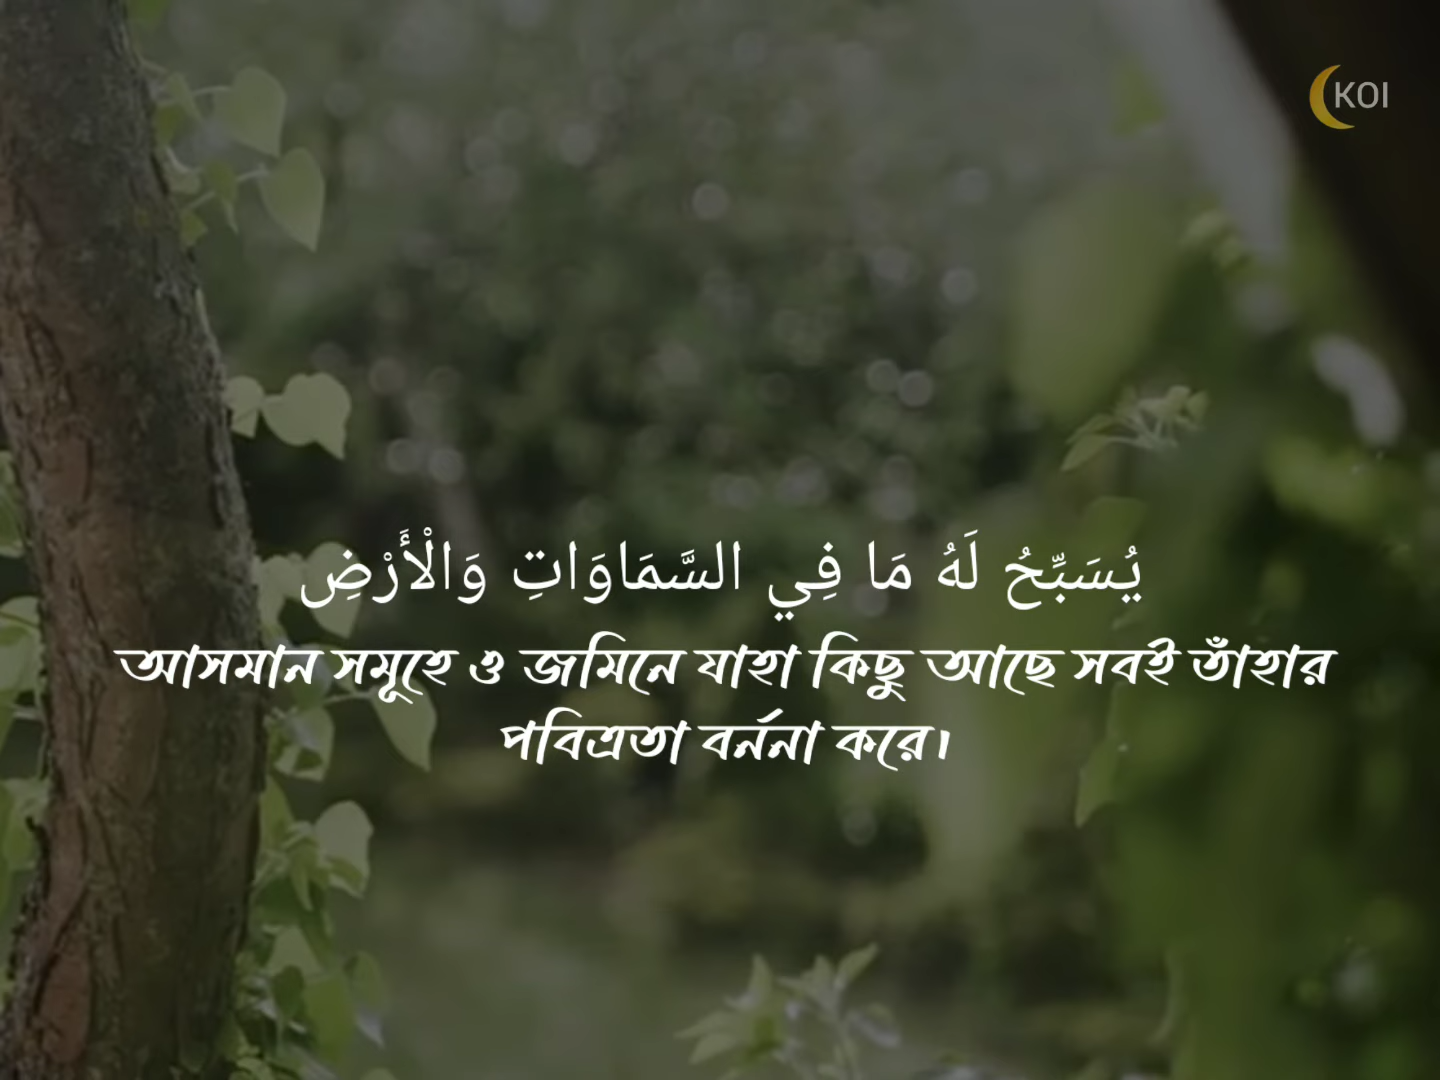 KOI
يُسَبِّحُ لَهُ مَا فِي السَّمَاوَاتِ وَالْأَرْضِ
আসমান সমূহে ও জমিনে যাহা কিছু আছে সবই তাঁহার
পবিত্রতা বর্ননা করে।